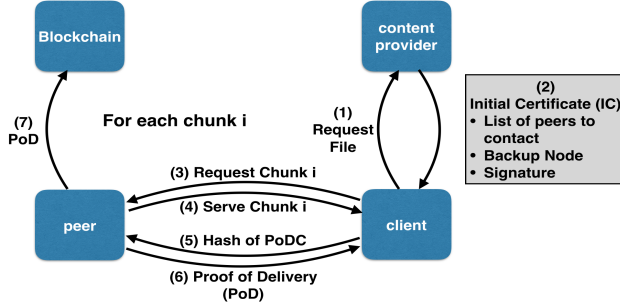 Blockchain
content
provider
(2)
Initial Certificate (IC)
• List of peers to
contact
• Backup Node
• Signature
(1)
Request
File
(7)
PoD
For each chunk i
(3) Request Chunk i
(4) Serve Chunk i
peer
client
(5) Hash of PoDC
(6) Proof of Delivery
(PoD)